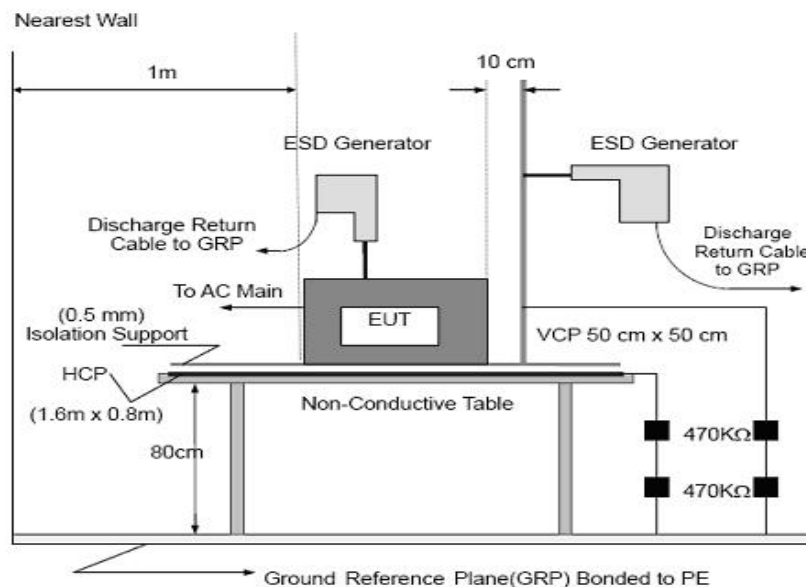 Nearest Wall
1m
10 cm
ESD Generator
ESD Generator
Discharge Return
Cable to GRP
Discharge
Return Cable
to GRP
To AC Main
EUT
(0.5 mm)
Isolation Support
VCP 50 cm x 50 cm
HCP
(1.6m x 0.8m)
Non-Conductive Table
80cm
470KΩ
470KΩ
Ground Reference Plane(GRP) Bonded to PE